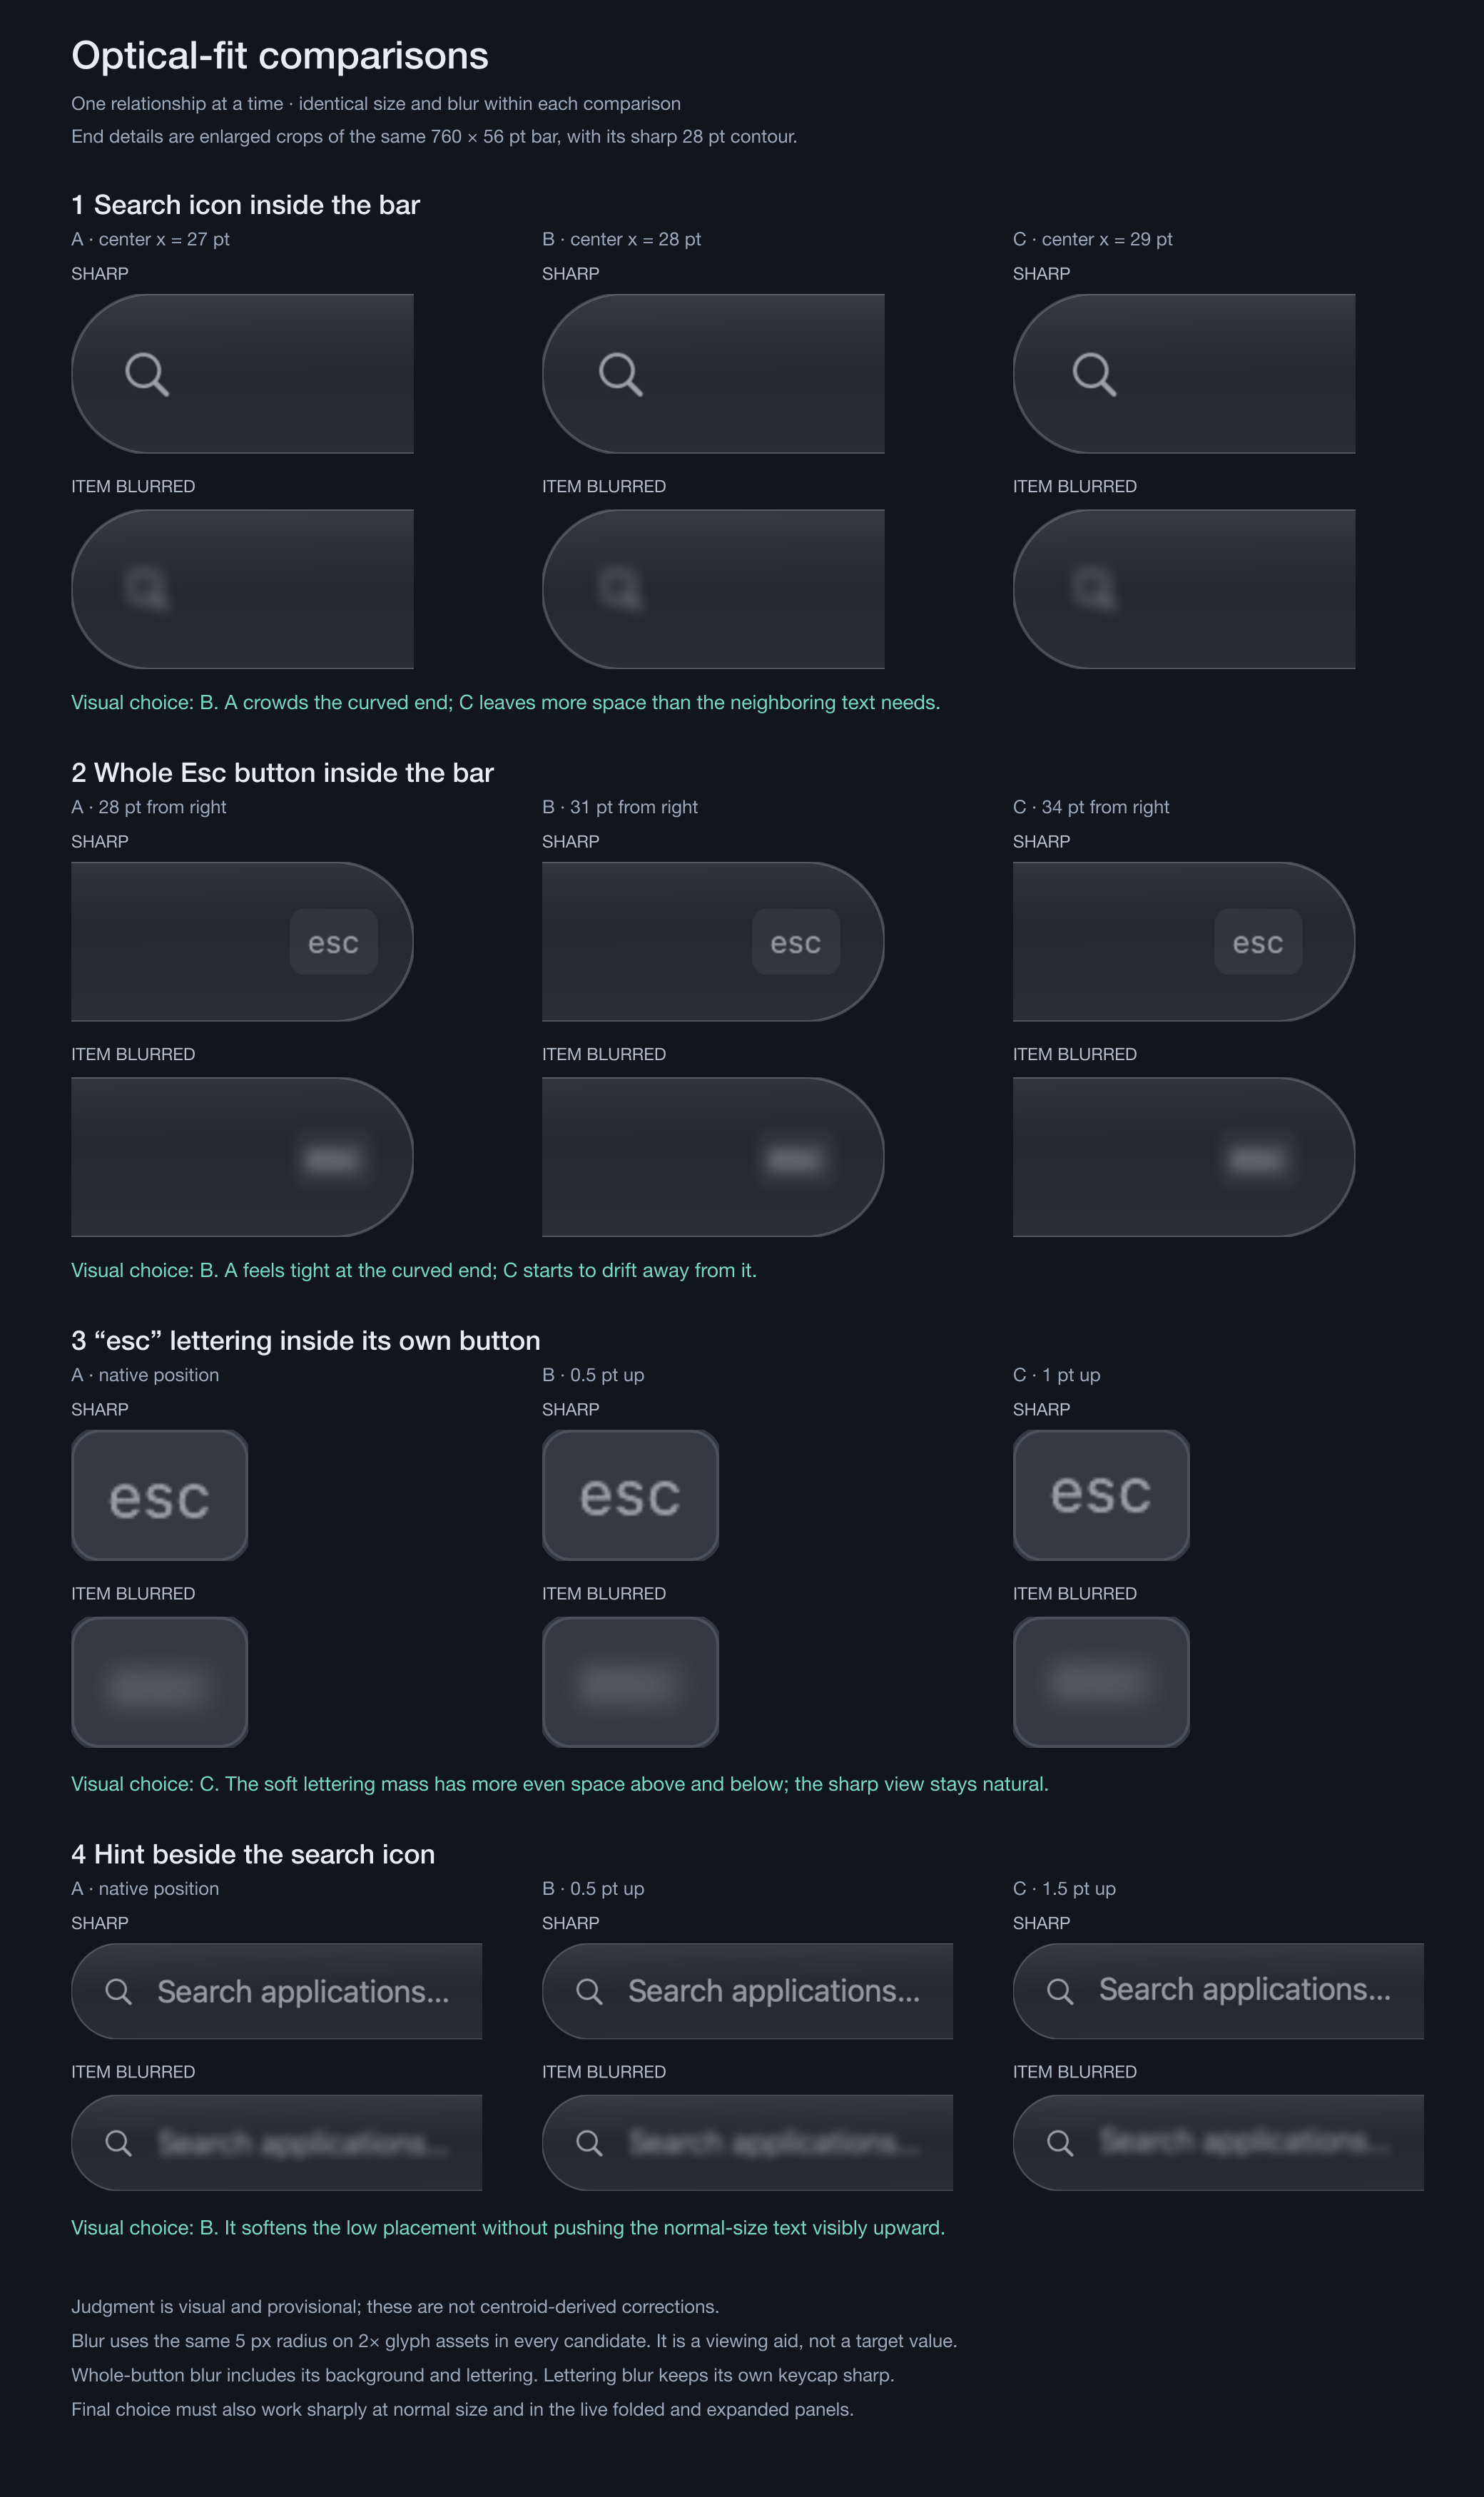 Optical-fit comparisons
One relationship at a time · identical size and blur within each comparison
End details are enlarged crops of the same 760 × 56 pt bar, with its sharp 28 pt contour.
1 Search icon inside the bar
A · center x = 27 pt
B · center x = 28 pt
C · center x = 29 pt
SHARP
SHARP
SHARP
ITEM BLURRED
ITEM BLURRED
ITEM BLURRED
Visual choice: B. A crowds the curved end; C leaves more space than the neighboring text needs.
2 Whole Esc button inside the bar
A · 28 pt from right
B · 31 pt from right
C · 34 pt from right
SHARP
SHARP
SHARP
esc
esc
esc
ITEM BLURRED
ITEM BLURRED
ITEM BLURRED
esc
esc
esc
Visual choice: B. A feels tight at the curved end; C starts to drift away from it.
3 “esc” lettering inside its own button
A · native position
B · 0.5 pt up
C · 1 pt up
SHARP
SHARP
SHARP
esc
esc
esc
ITEM BLURRED
ITEM BLURRED
ITEM BLURRED
Visual choice: C. The soft lettering mass has more even space above and below; the sharp view stays natural.
4 Hint beside the search icon
A · native position
B · 0.5 pt up
C · 1.5 pt up
SHARP
SHARP
SHARP
Search applications...
Search applications...
Search applications...
ITEM BLURRED
ITEM BLURRED
ITEM BLURRED
Search applications...
Search applications...
Search applications...
Visual choice: B. It softens the low placement without pushing the normal-size text visibly upward.
Judgment is visual and provisional; these are not centroid-derived corrections.
Blur uses the same 5 px radius on 2× glyph assets in every candidate. It is a viewing aid, not a target value.
Whole-button blur includes its background and lettering. Lettering blur keeps its own keycap sharp.
Final choice must also work sharply at normal size and in the live folded and expanded panels.